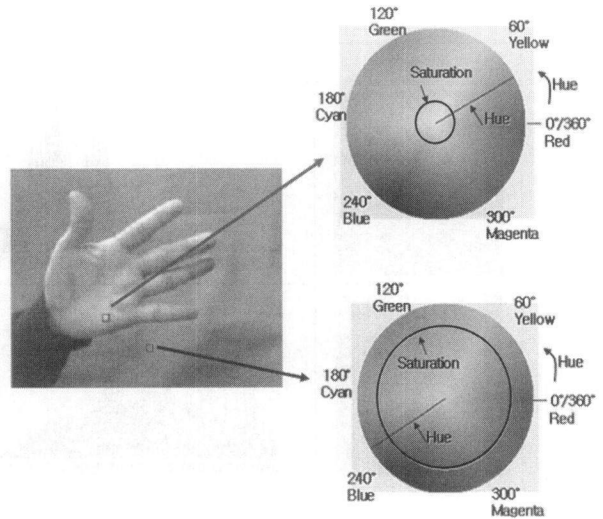 120°
Green
60°
Yellow
Saturation
Hue
180°
Cyan
Hue
0°/360°
Red
240°
Blue
300°
Magenta
120°
Green
60°
Yellow
Saturation
Hue
180°
Cyan
0°/360°
Red
Hue
240°
Blue
300°
Magenta